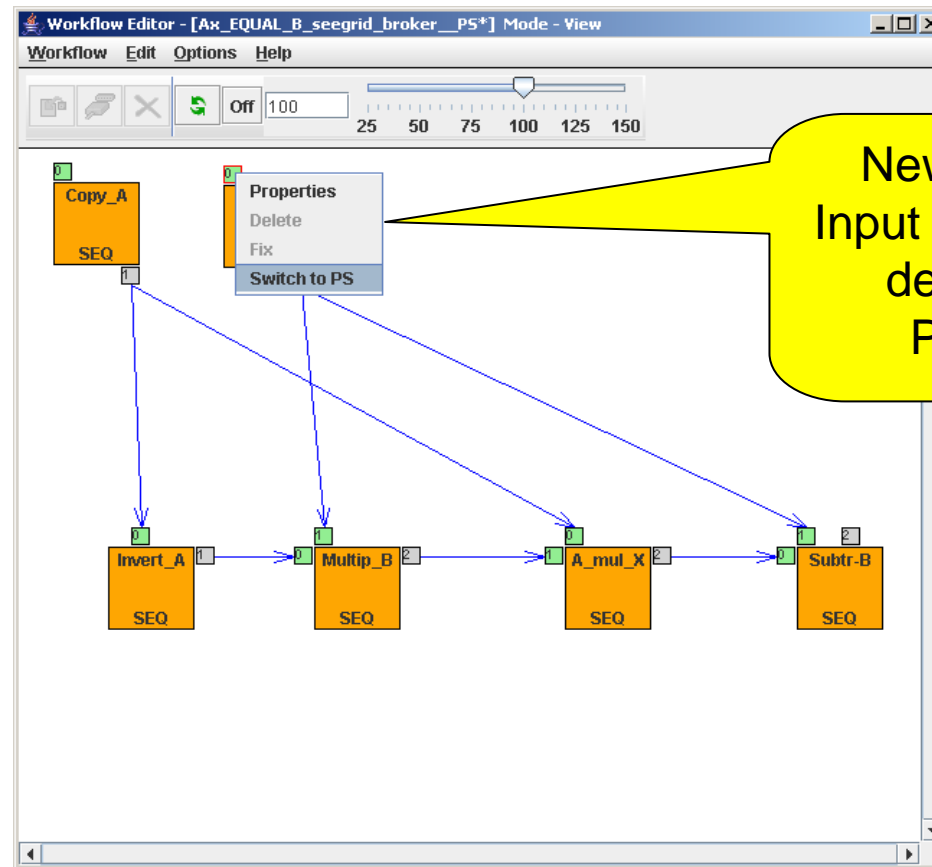 Workflow Editor - [Ax_EQUAL_B_seegrid_broker__PS*] Mode - View
Workflow Edit Options Help
Off 100
25 50 75 100 125 150
0 0
Copy_A
SEQ
1
Properties
Delete
Fix
Switch to PS
Input
0 1 0 1 2
Invert_A 1 0 Multip_B 2 1 A_mul_X 2 0 Subtr-B
SEQ SEQ SEQ SEQ